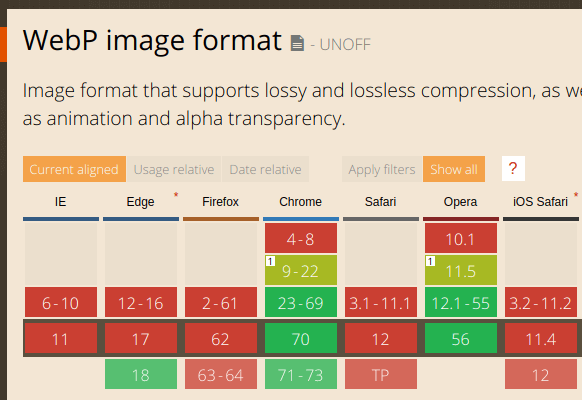 WebP image format - UNOFF
Image format that supports lossy and lossless compression, as we
as animation and alpha transparency.
Current aligned Usage relative Date relative Apply filters Show all ?
IE Edge * Firefox Chrome Safari Opera iOS Safari *
4-8 10.1
1 9-22 1 11.5
6-10 12-16 2-61 23-69 3.1-11.1 12.1-55 3.2-11.2
11 17 62 70 12 56 11.4
18 63-64 71-73 TP 12